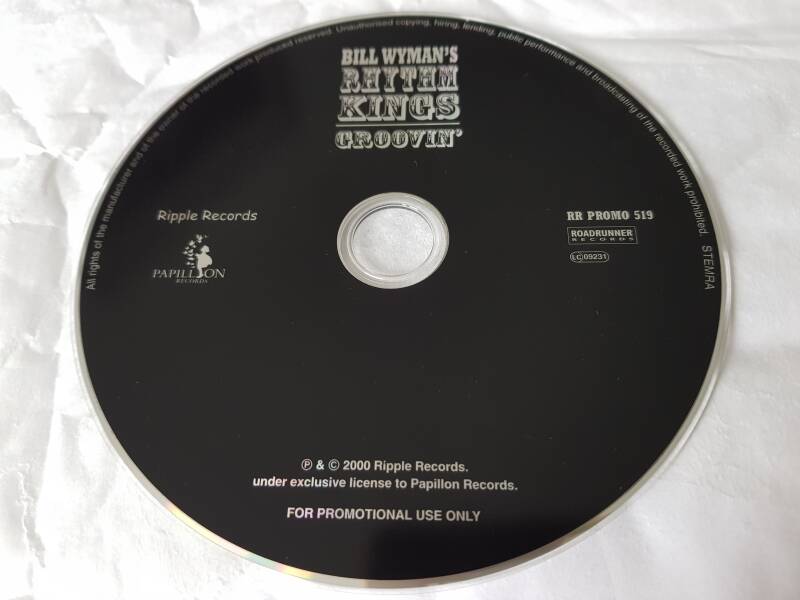 All rights of the manufacturer and of the owner of the recorded work produced reserved. Unauthorised copying, hiring, lending, public performance and broadcasting of the recorded work prohibited. STEMRA
BILL WYMAN'S
RHYTHM
KINGS
GROOVIN'
Ripple Records
PAPILLON
RECORDS
RR PROMO 519
ROADRUNNER
RECORDS
LC 09231
℗ & © 2000 Ripple Records.
under exclusive license to Papillon Records.
FOR PROMOTIONAL USE ONLY